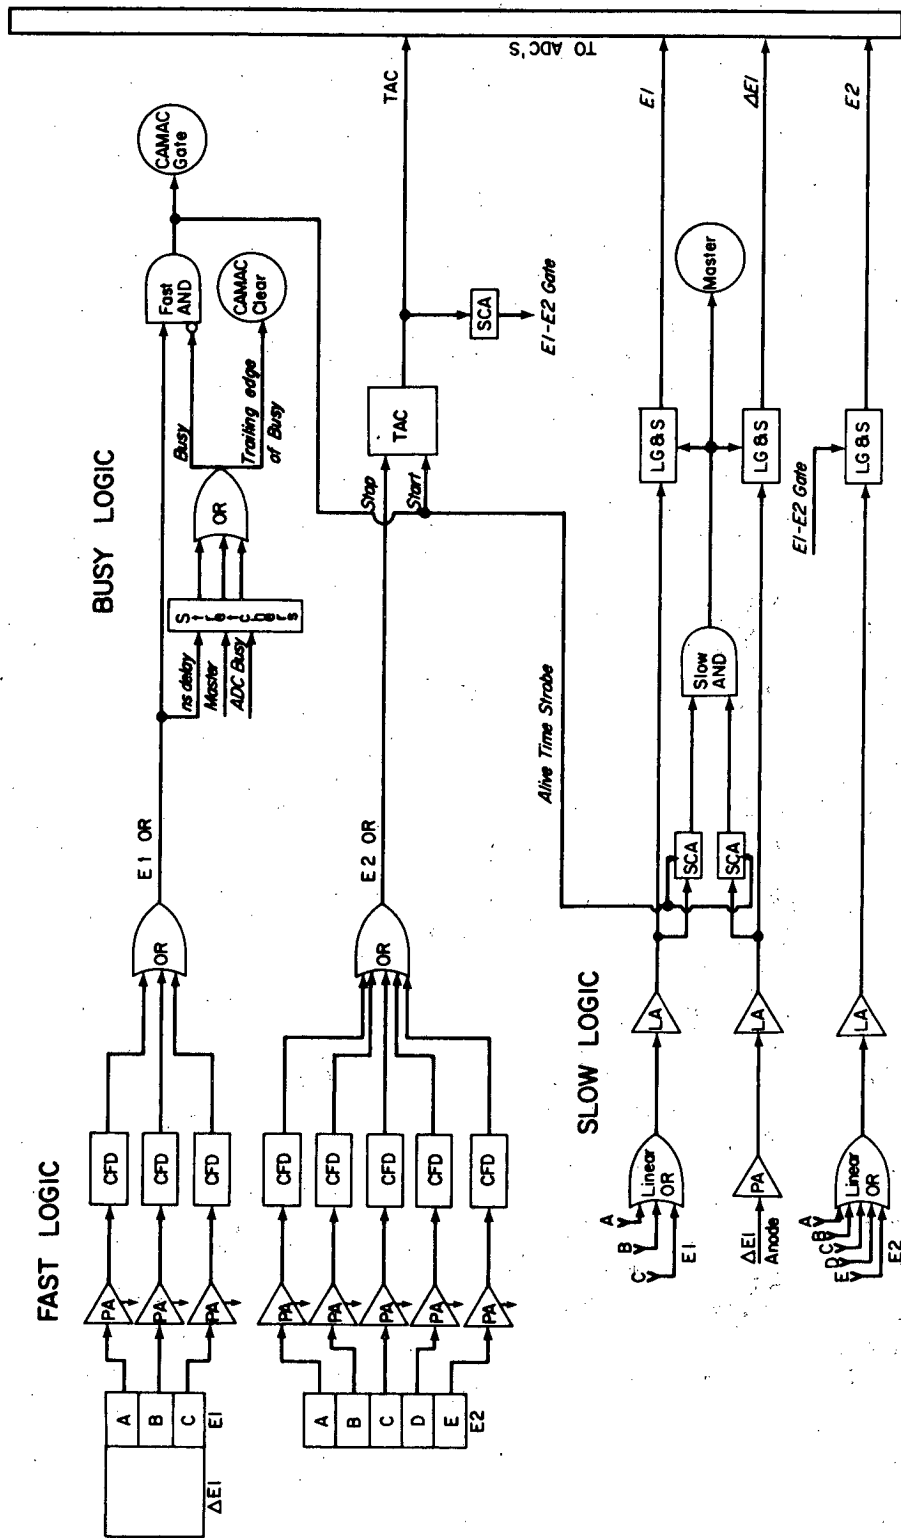 FAST LOGIC
BUSY LOGIC
SLOW LOGIC
ΔE1
A
B
C
E1
PA
PA
PA
CFD
CFD
CFD
OR
E1 OR
ns delay
Master
ADC Busy
Stretchers
OR
Busy
Trailing edge
of Busy
Fast
AND
CAMAC
Gate
CAMAC
Clear
A
B
C
D
E
E2
PA
PA
PA
PA
PA
CFD
CFD
CFD
CFD
CFD
OR
E2 OR
Stop
Start
TAC
TAC
SCA
E1-E2 Gate
TO ADC'S
Alive Time Strobe
A
B
C
E1
Linear
OR
LA
SCA
LG&S
E1
Slow
AND
Master
ΔE1
Anode
PA
LA
SCA
LG&S
ΔE1
A
B
C
D
E
E2
Linear
OR
LA
E1-E2 Gate
LG&S
E2